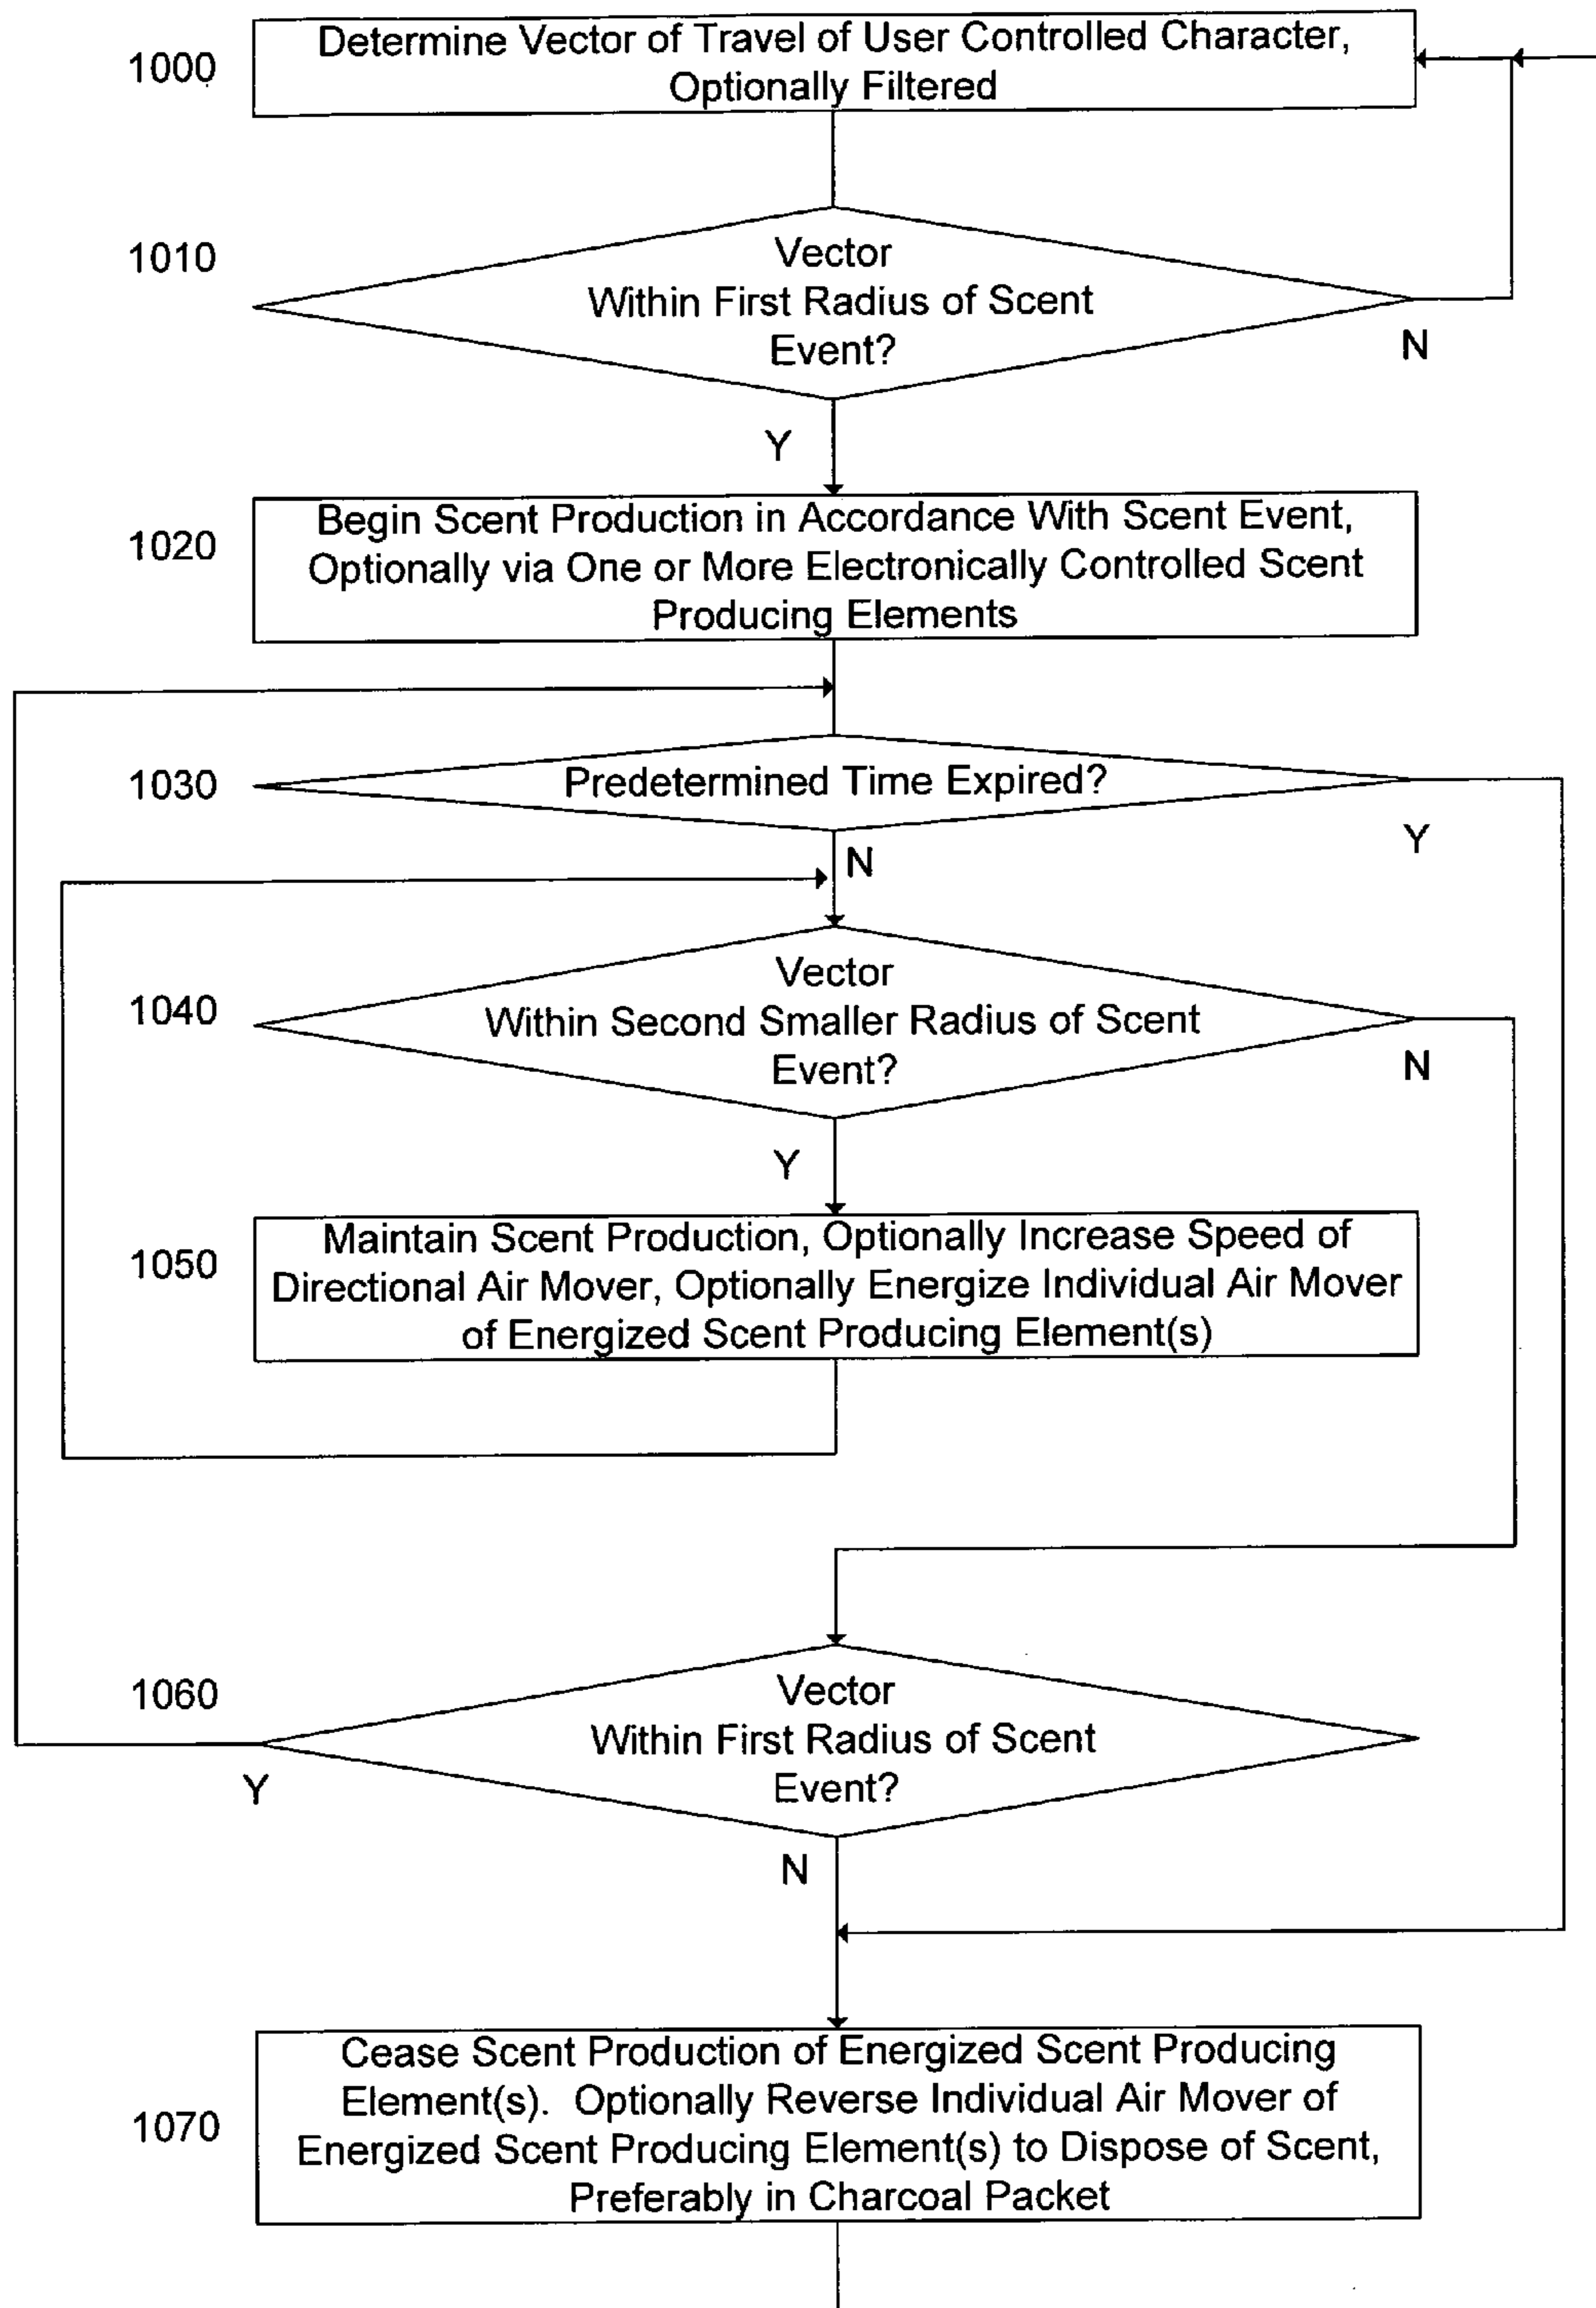 1000
Determine Vector of Travel of User Controlled Character,
Optionally Filtered
1010
Vector
Within First Radius of Scent
Event?
N
Y
1020
Begin Scent Production in Accordance With Scent Event,
Optionally via One or More Electronically Controlled Scent
Producing Elements
1030
Predetermined Time Expired?
Y
N
1040
Vector
Within Second Smaller Radius of Scent
Event?
N
Y
1050
Maintain Scent Production, Optionally Increase Speed of
Directional Air Mover, Optionally Energize Individual Air Mover
of Energized Scent Producing Element(s)
1060
Vector
Within First Radius of Scent
Event?
Y
N
1070
Cease Scent Production of Energized Scent Producing
Element(s). Optionally Reverse Individual Air Mover of
Energized Scent Producing Element(s) to Dispose of Scent,
Preferably in Charcoal Packet